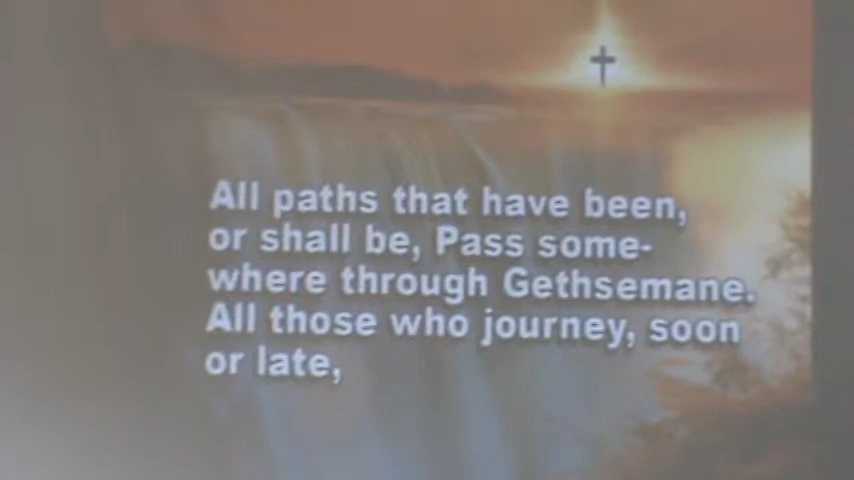 All paths that have been,
or shall be, Pass some-
where through Gethsemane.
All those who journey, soon
or late,